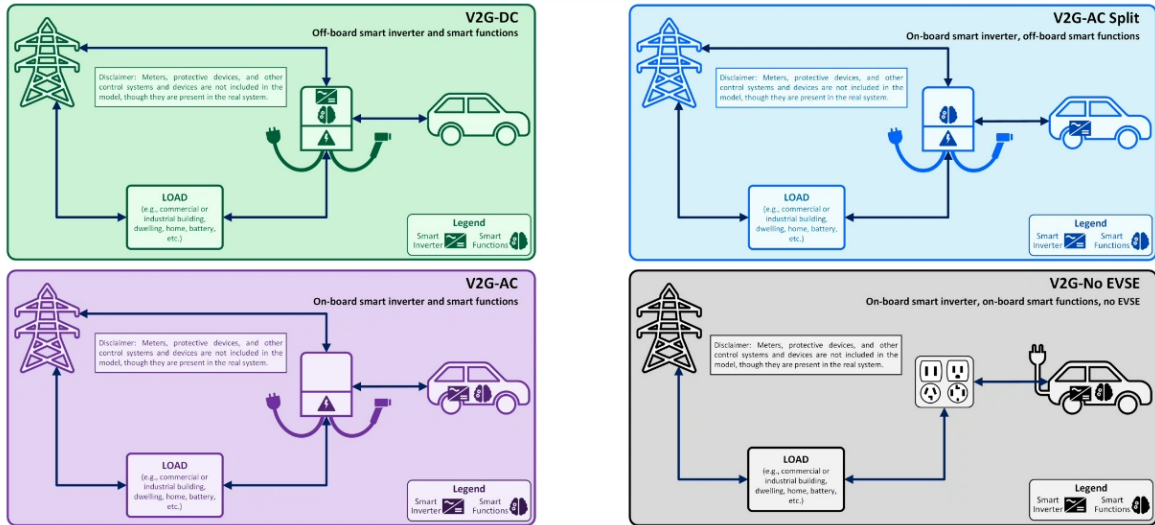 V2G-DC
Off-board smart inverter and smart functions
Disclaimer: Meters, protective devices, and other
control systems and devices are not included in the
model, though they are present in the real system.
LOAD
(e.g., commercial or
industrial building,
dwelling, home, battery,
etc.)
Legend
Smart
Inverter
Smart
Functions
V2G-AC Split
On-board smart inverter, off-board smart functions
Disclaimer: Meters, protective devices, and other
control systems and devices are not included in the
model, though they are present in the real system.
LOAD
(e.g., commercial or
industrial building,
dwelling, home, battery,
etc.)
Legend
Smart
Inverter
Smart
Functions
V2G-AC
On-board smart inverter and smart functions
Disclaimer: Meters, protective devices, and other
control systems and devices are not included in the
model, though they are present in the real system.
LOAD
(e.g., commercial or
industrial building,
dwelling, home, battery,
etc.)
Legend
Smart
Inverter
Smart
Functions
V2G-No EVSE
On-board smart inverter, on-board smart functions, no EVSE
Disclaimer: Meters, protective devices, and other
control systems and devices are not included in the
model, though they are present in the real system.
LOAD
(e.g., commercial or
industrial building,
dwelling, home, battery,
etc.)
Legend
Smart
Inverter
Smart
Functions